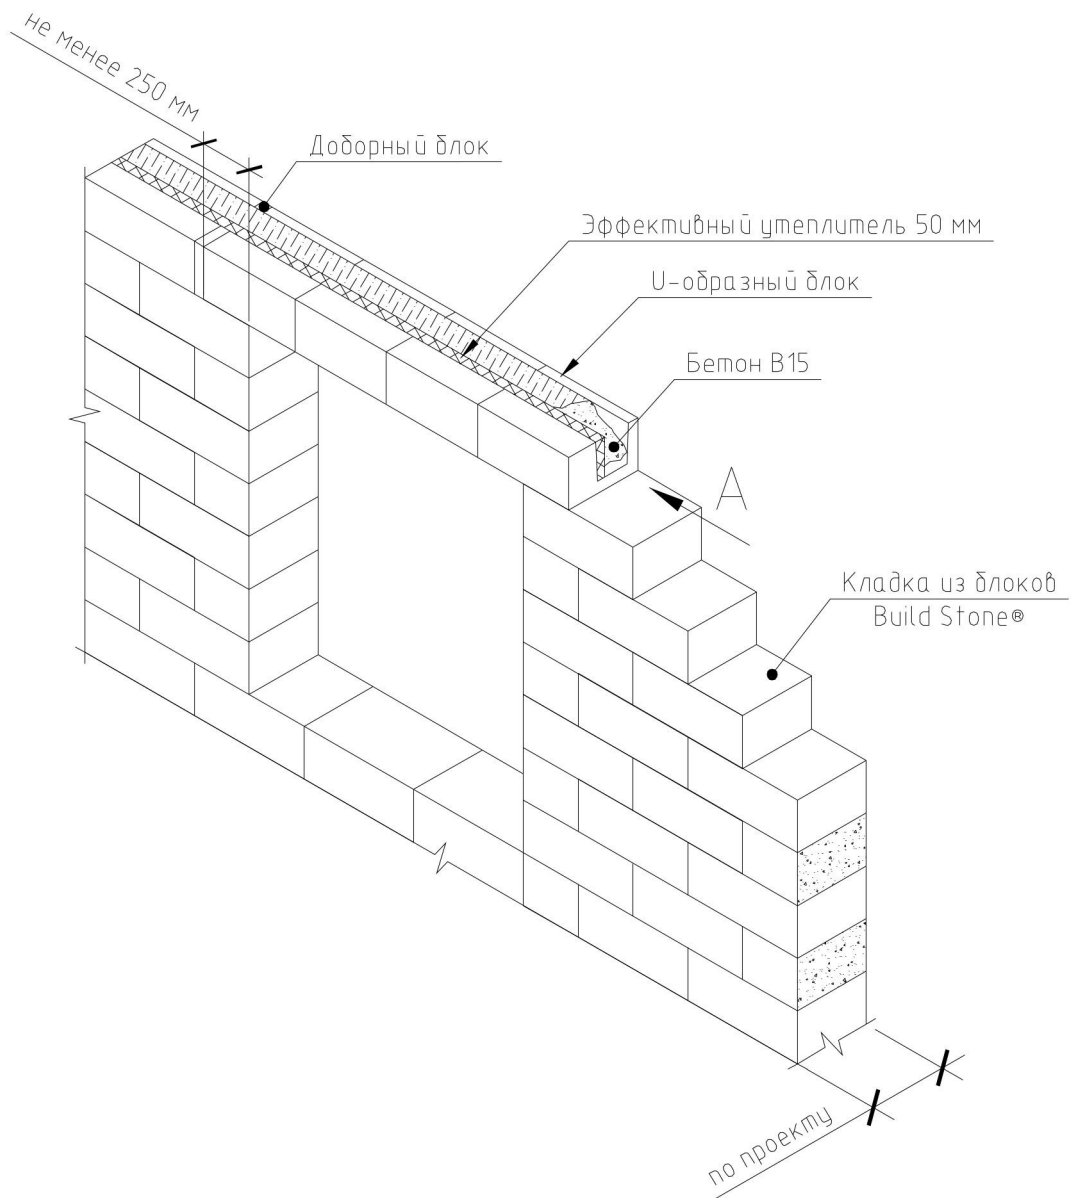 не менее 250 мм
Доборный блок
Эффективный утеплитель 50 мм
U-образный блок
Бетон В15
А
Кладка из блоков
Build Stone®
по проекту